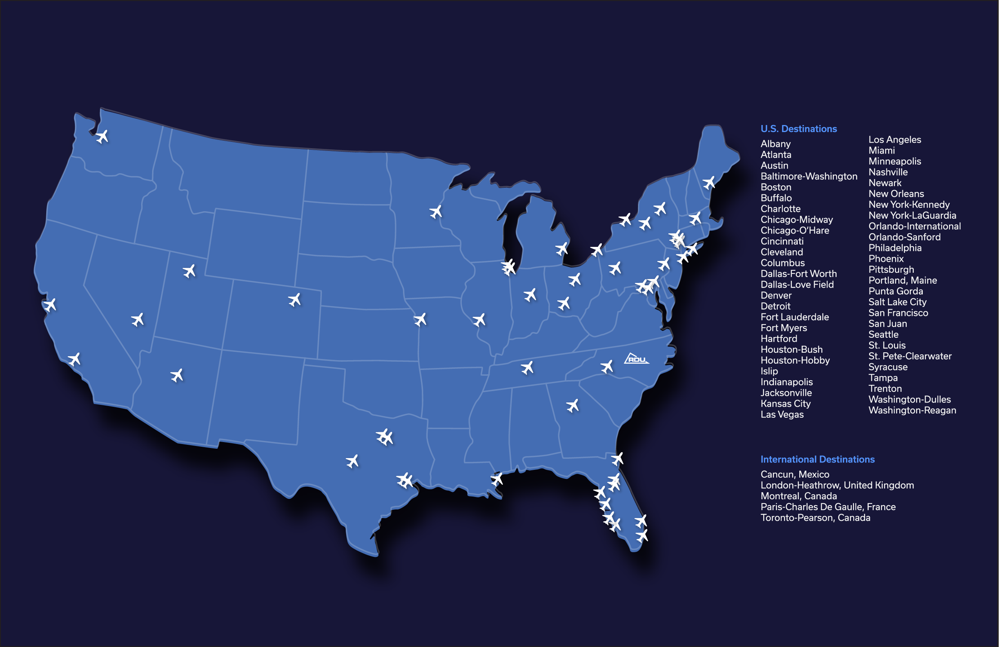 RDU
U.S. Destinations
Albany
Atlanta
Austin
Baltimore-Washington
Boston
Buffalo
Charlotte
Chicago-Midway
Chicago-O’Hare
Cincinnati
Cleveland
Columbus
Dallas-Fort Worth
Dallas-Love Field
Denver
Detroit
Fort Lauderdale
Fort Myers
Hartford
Houston-Bush
Houston-Hobby
Islip
Indianapolis
Jacksonville
Kansas City
Las Vegas
Los Angeles
Miami
Minneapolis
Nashville
Newark
New Orleans
New York-Kennedy
New York-LaGuardia
Orlando-International
Orlando-Sanford
Philadelphia
Phoenix
Pittsburgh
Portland, Maine
Punta Gorda
Salt Lake City
San Francisco
San Juan
Seattle
St. Louis
St. Pete-Clearwater
Syracuse
Tampa
Trenton
Washington-Dulles
Washington-Reagan
International Destinations
Cancun, Mexico
London-Heathrow, United Kingdom
Montreal, Canada
Paris-Charles De Gaulle, France
Toronto-Pearson, Canada